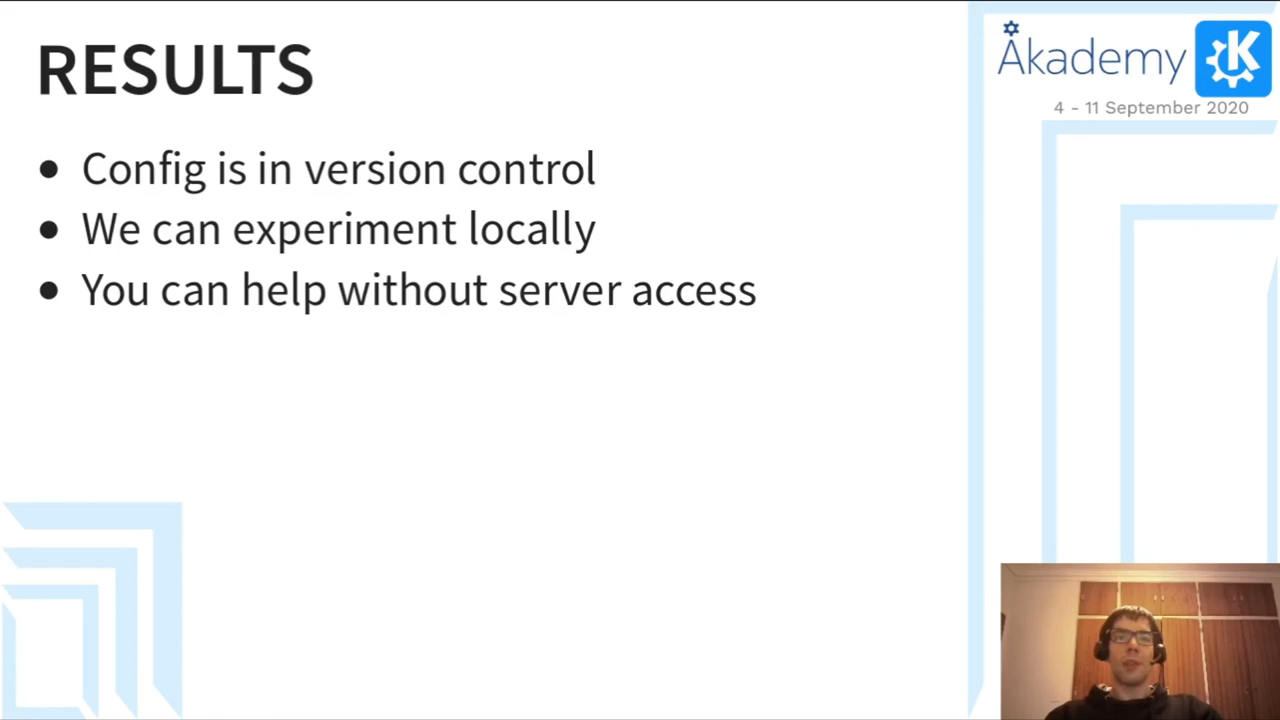 RESULTS
Akademy
4 - 11 September 2020
• Config is in version control
• We can experiment locally
• You can help without server access